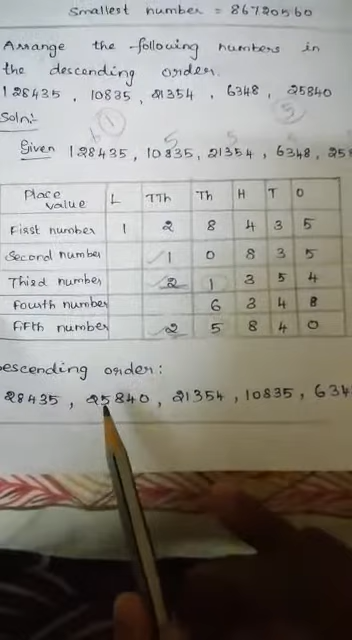 Smallest number = 86720560
Arrange the following numbers in
the descending order.
128435, 10835, 21354, 6348, 25840
Soln:-
Given 128435, 10835, 21354, 6348, 258
Place value L TTh Th H T O
First number 1 2 8 4 3 5
Second number 1 0 8 3 5
Third number 2 1 3 5 4
Fourth number 6 3 4 8
Fifth number 2 5 8 4 0
escending order:
28435, 25840, 21354, 10835, 634